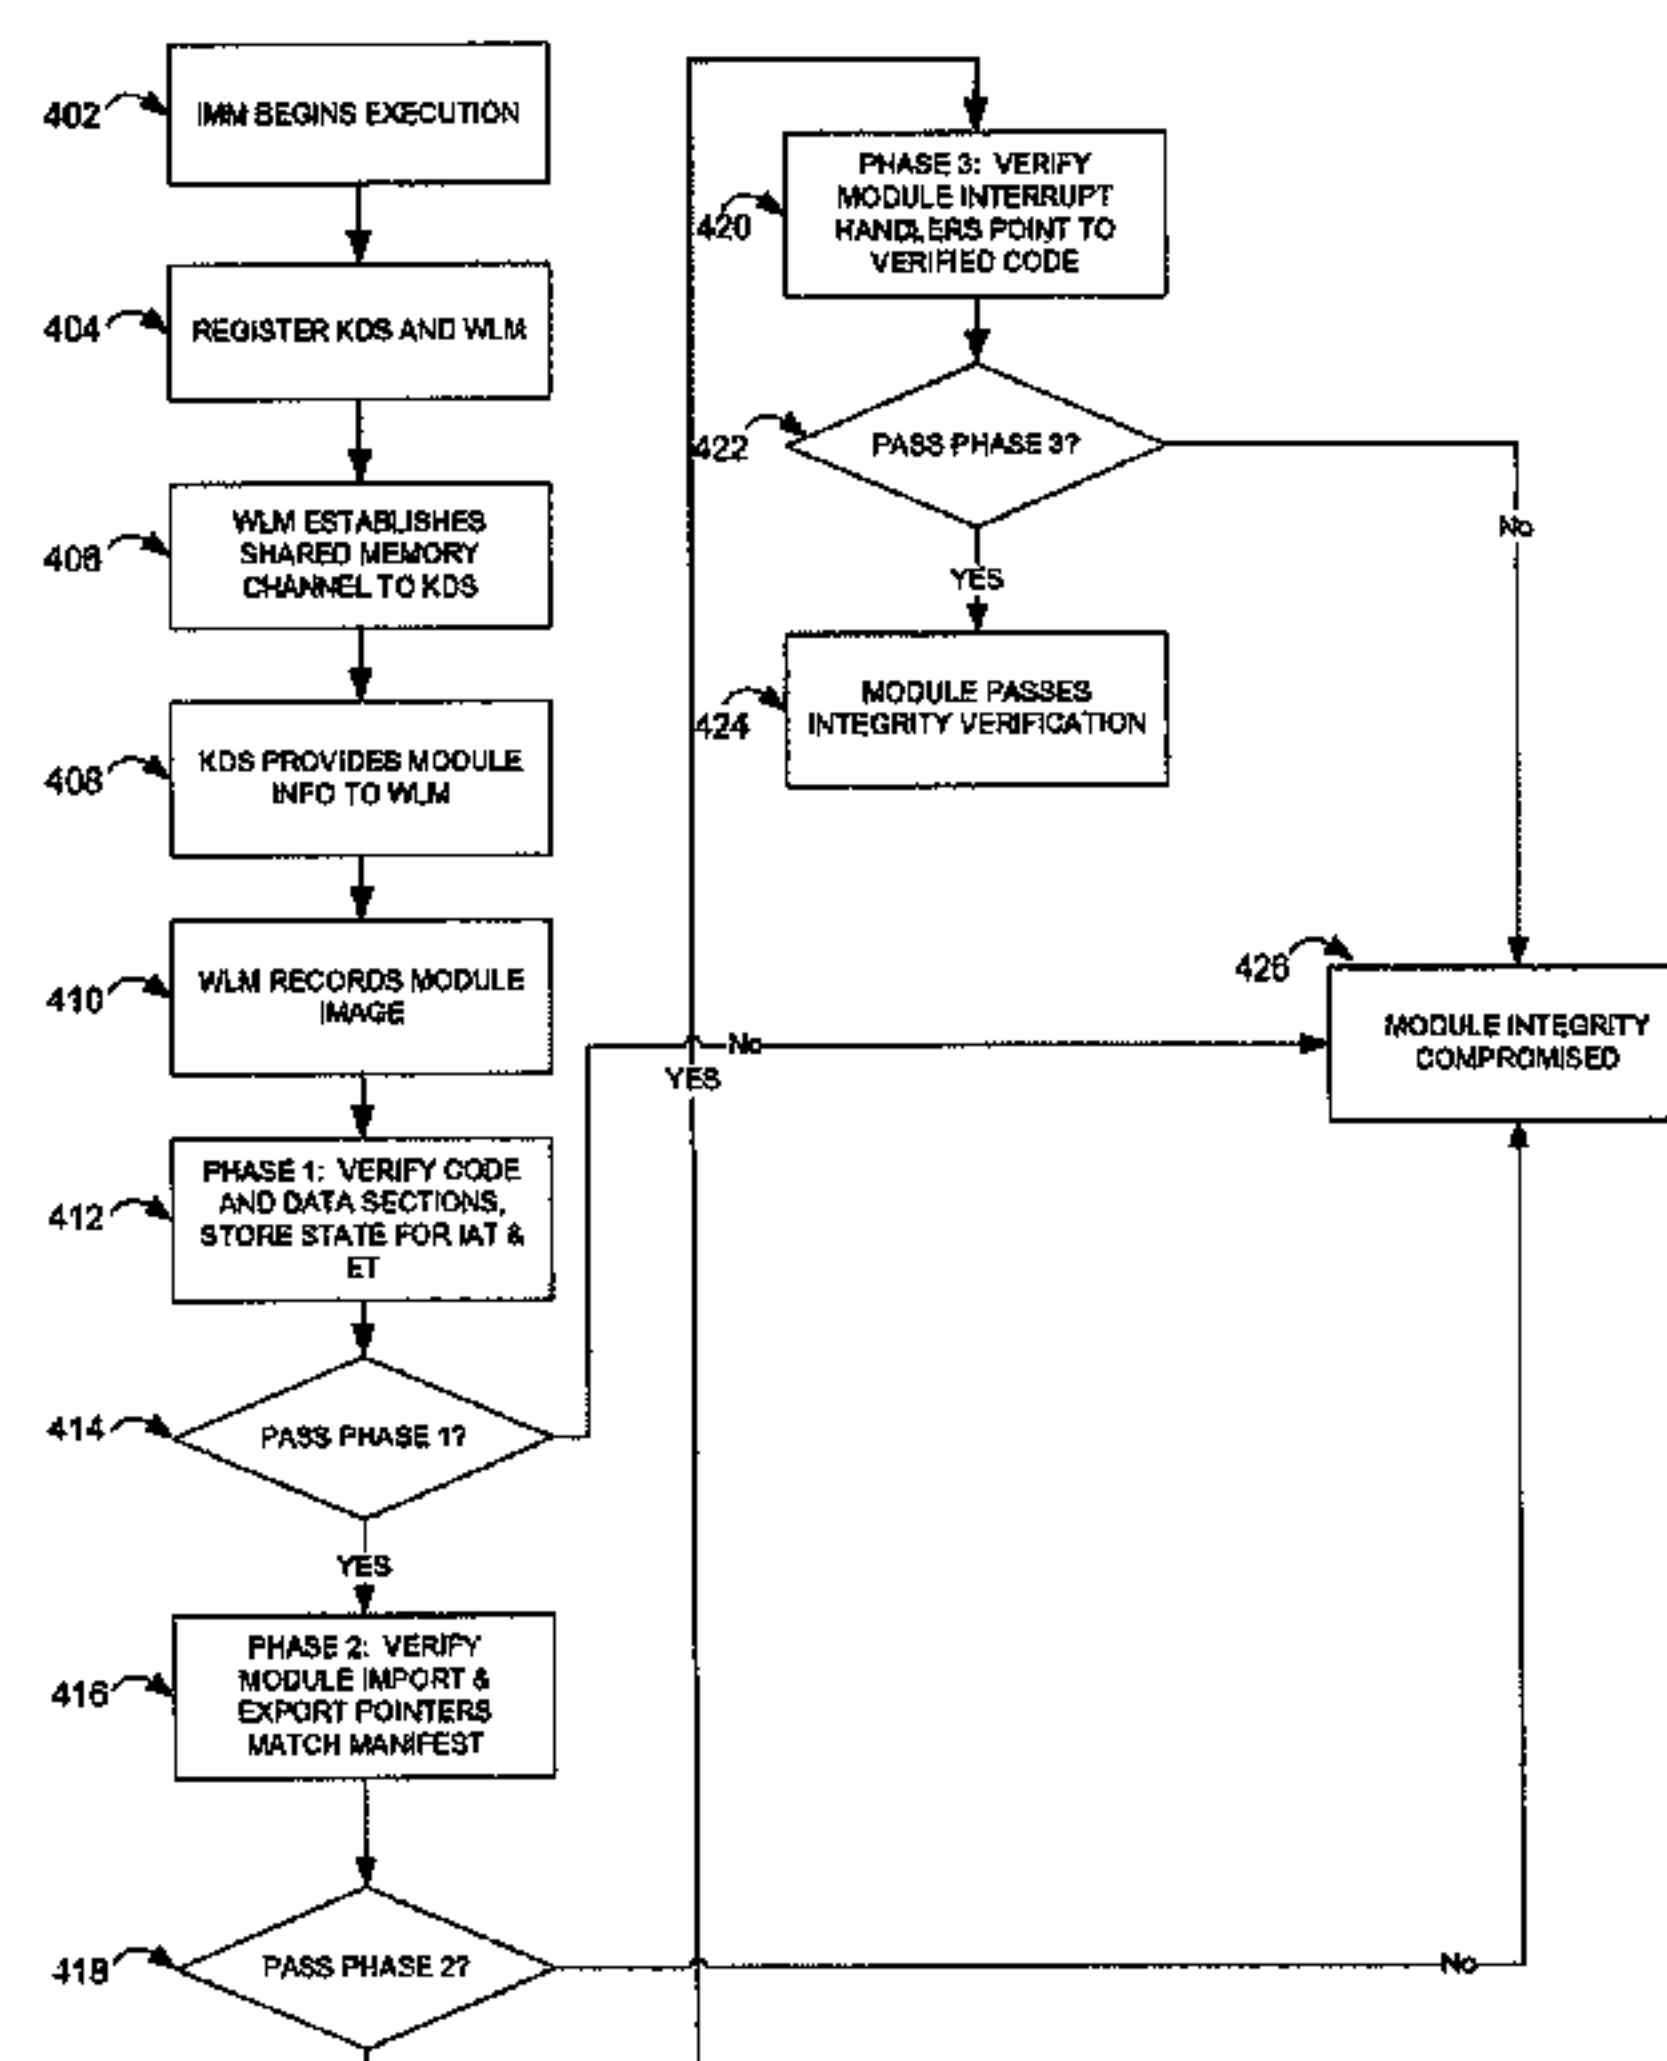 402
IMM BEGINS EXECUTION
404
REGISTER KDS AND WLM
406
WLM ESTABLISHES
SHARED MEMORY
CHANNEL TO KDS
408
KDS PROVIDES MODULE
INFO TO WLM
410
WLM RECORDS MODULE
IMAGE
412
PHASE 1: VERIFY CODE
AND DATA SECTIONS,
STORE STATE FOR IAT &
ET
414
PASS PHASE 1?
No
YES
416
PHASE 2: VERIFY
MODULE IMPORT &
EXPORT POINTERS
MATCH MANIFEST
418
PASS PHASE 2?
No
YES
420
PHASE 3: VERIFY
MODULE INTERRUPT
HANDLERS POINT TO
VERIFIED CODE
422
PASS PHASE 3?
No
YES
424
MODULE PASSES
INTEGRITY VERIFICATION
426
MODULE INTEGRITY
COMPROMISED